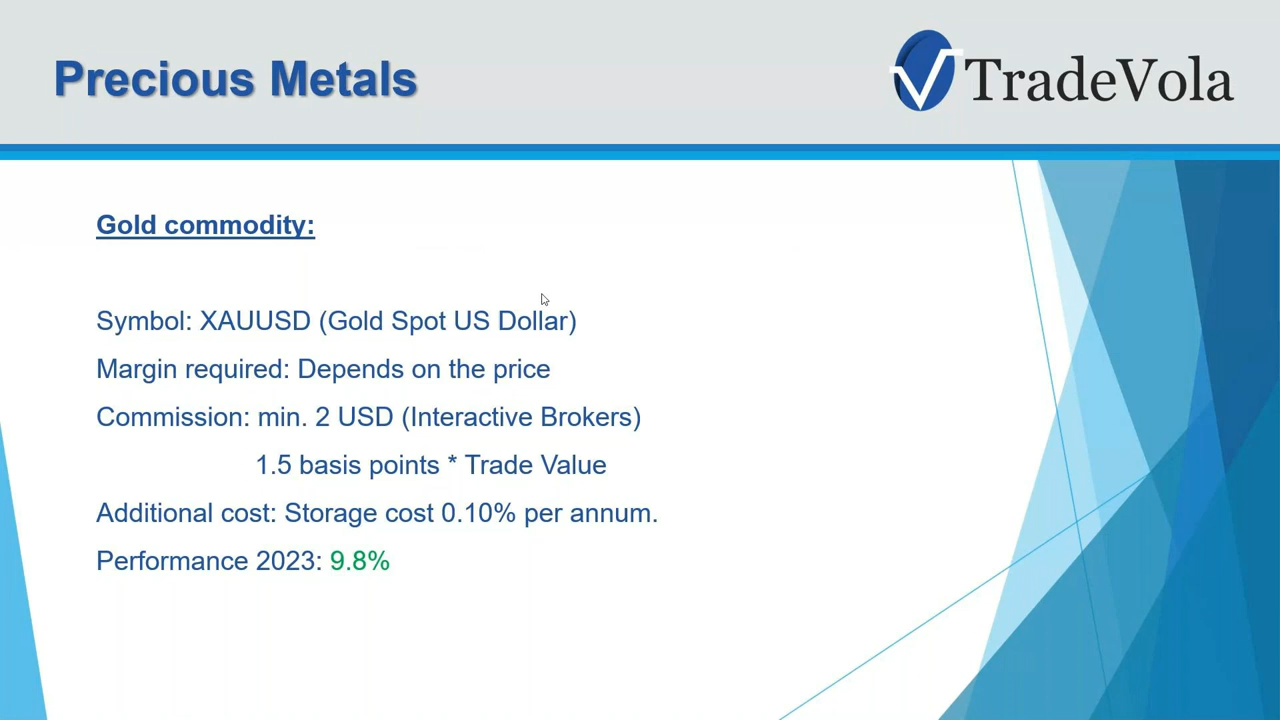 Precious Metals
TradeVola
Gold commodity:
Symbol: XAUUSD (Gold Spot US Dollar)
Margin required: Depends on the price
Commission: min. 2 USD (Interactive Brokers)
1.5 basis points * Trade Value
Additional cost: Storage cost 0.10% per annum.
Performance 2023: 9.8%